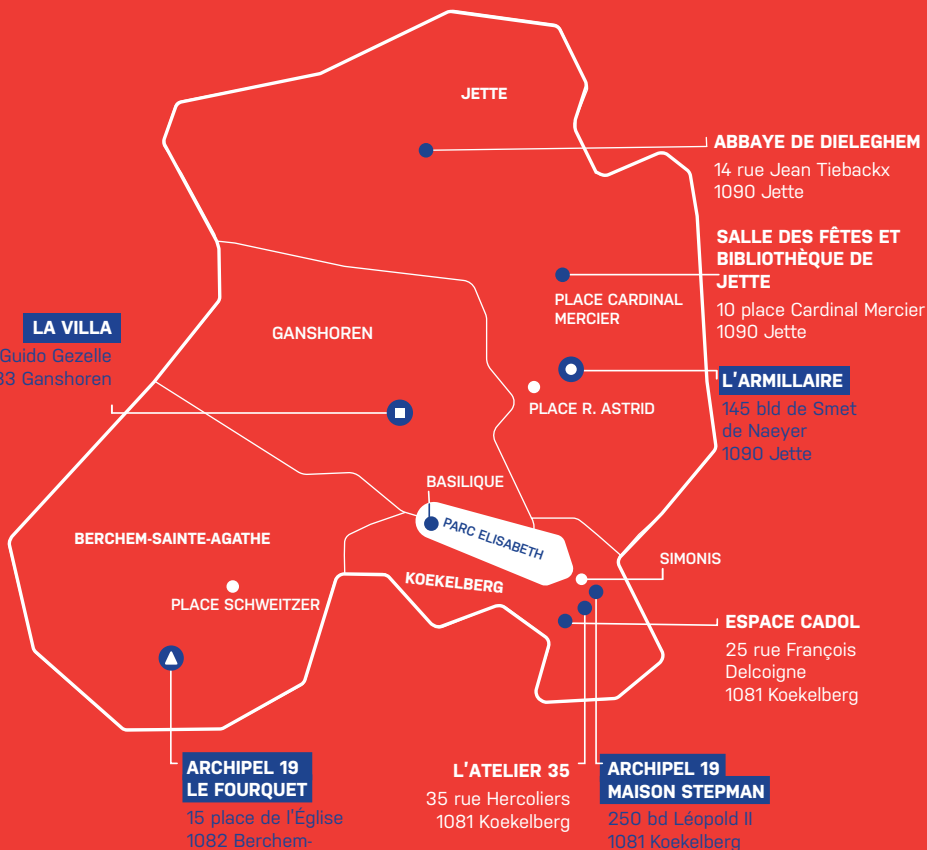 JETTE
ABBAYE DE DIELEGHEM
14 rue Jean Tiebackx
1090 Jette
SALLE DES FÊTES ET
BIBLIOTHÈQUE DE
JETTE
10 place Cardinal Mercier
1090 Jette
PLACE CARDINAL
MERCIER
GANSHOREN
LA VILLA
Guido Gezelle
83 Ganshoren
L'ARMILLAIRE
145 bld de Smet
de Naeyer
1090 Jette
PLACE R. ASTRID
BASILIQUE
PARC ELISABETH
BERCHEM-SAINTE-AGATHE
SIMONIS
KOEKELBERG
PLACE SCHWEITZER
ESPACE CADOL
25 rue François
Delcoigne
1081 Koekelberg
ARCHIPEL 19
LE FOURQUET
15 place de l'Église
1082 Berchem-
L'ATELIER 35
35 rue Hercoliers
1081 Koekelberg
ARCHIPEL 19
MAISON STEPMAN
250 bd Léopold II
1081 Koekelberg